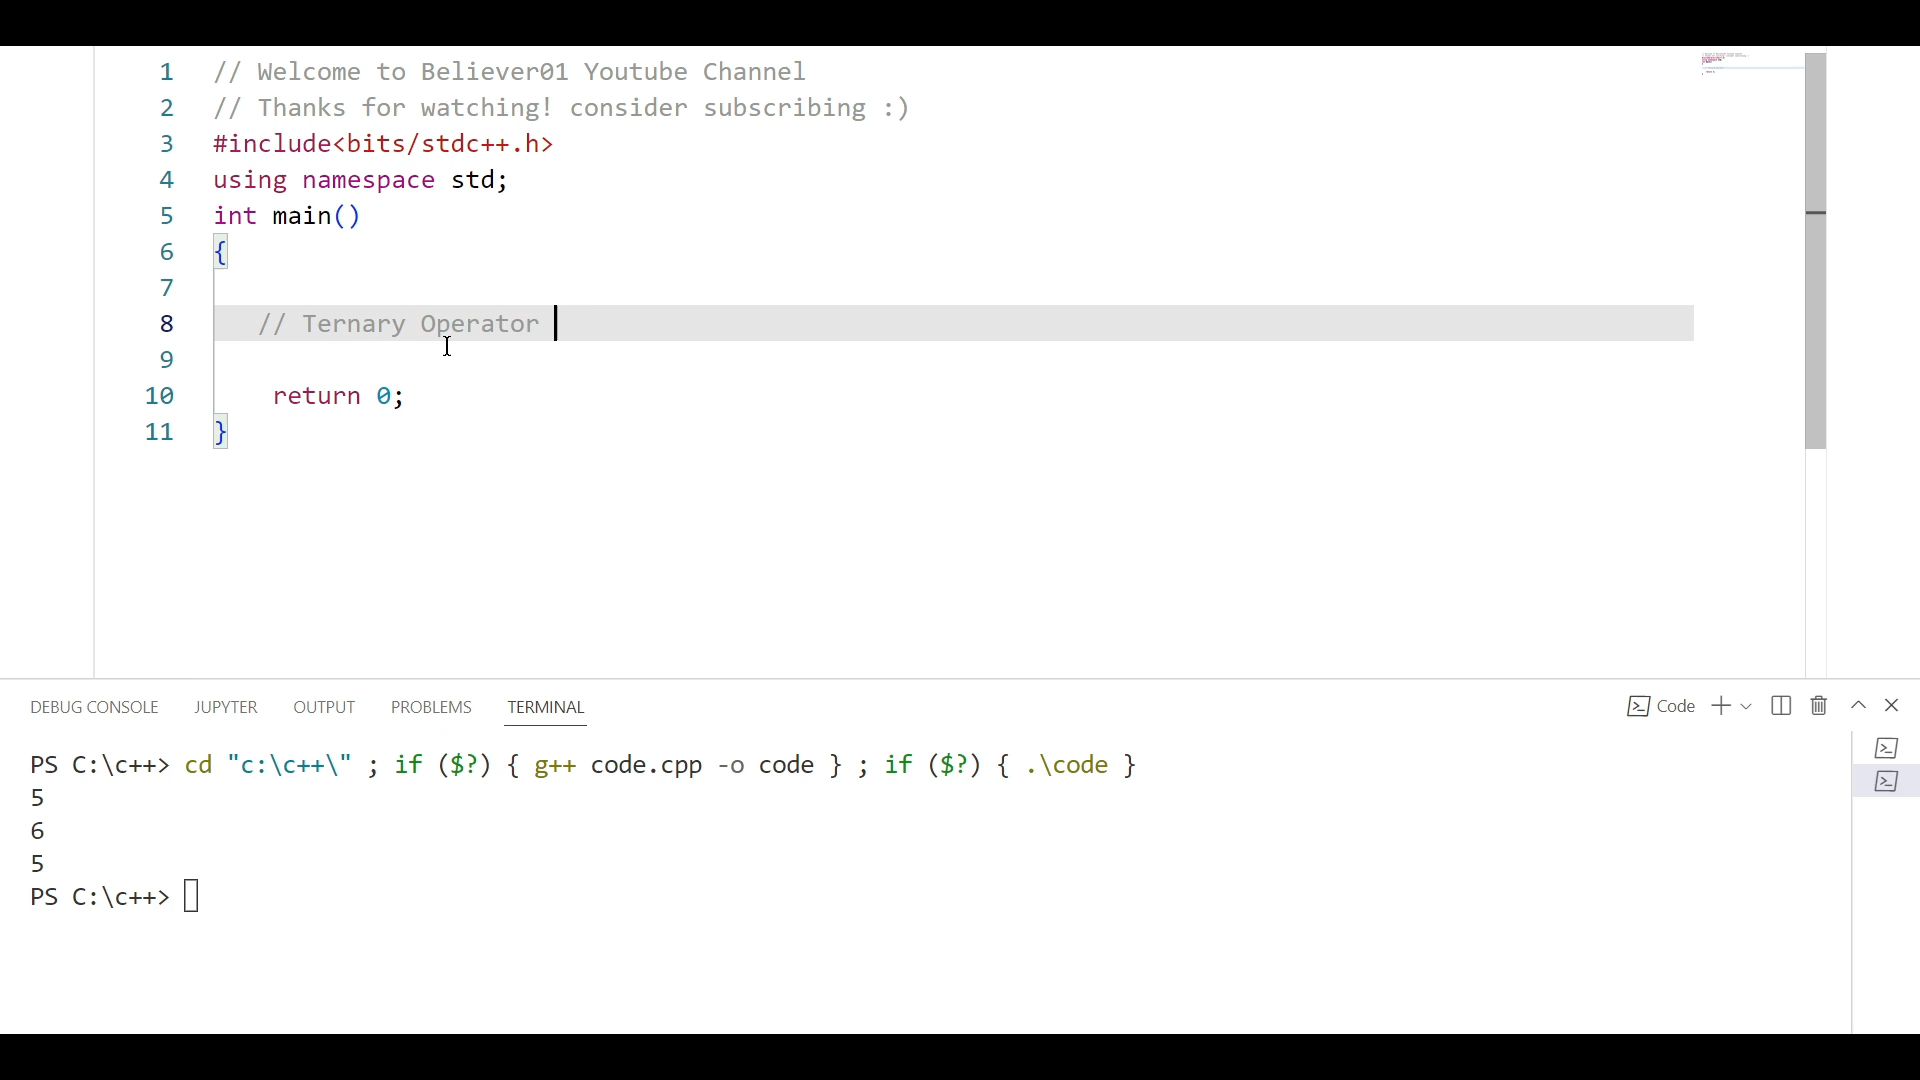 1 // Welcome to Believer01 Youtube Channel
2 // Thanks for watching! consider subscribing :)
3 #include<bits/stdc++.h>
4 using namespace std;
5 int main()
6 {
7
8 // Ternary Operator
9
10 return 0;
11 }
DEBUG CONSOLE JUPYTER OUTPUT PROBLEMS TERMINAL Code
PS C:\c++> cd "c:\c++\" ; if ($?) { g++ code.cpp -o code } ; if ($?) { .\code }
5
6
5
PS C:\c++>